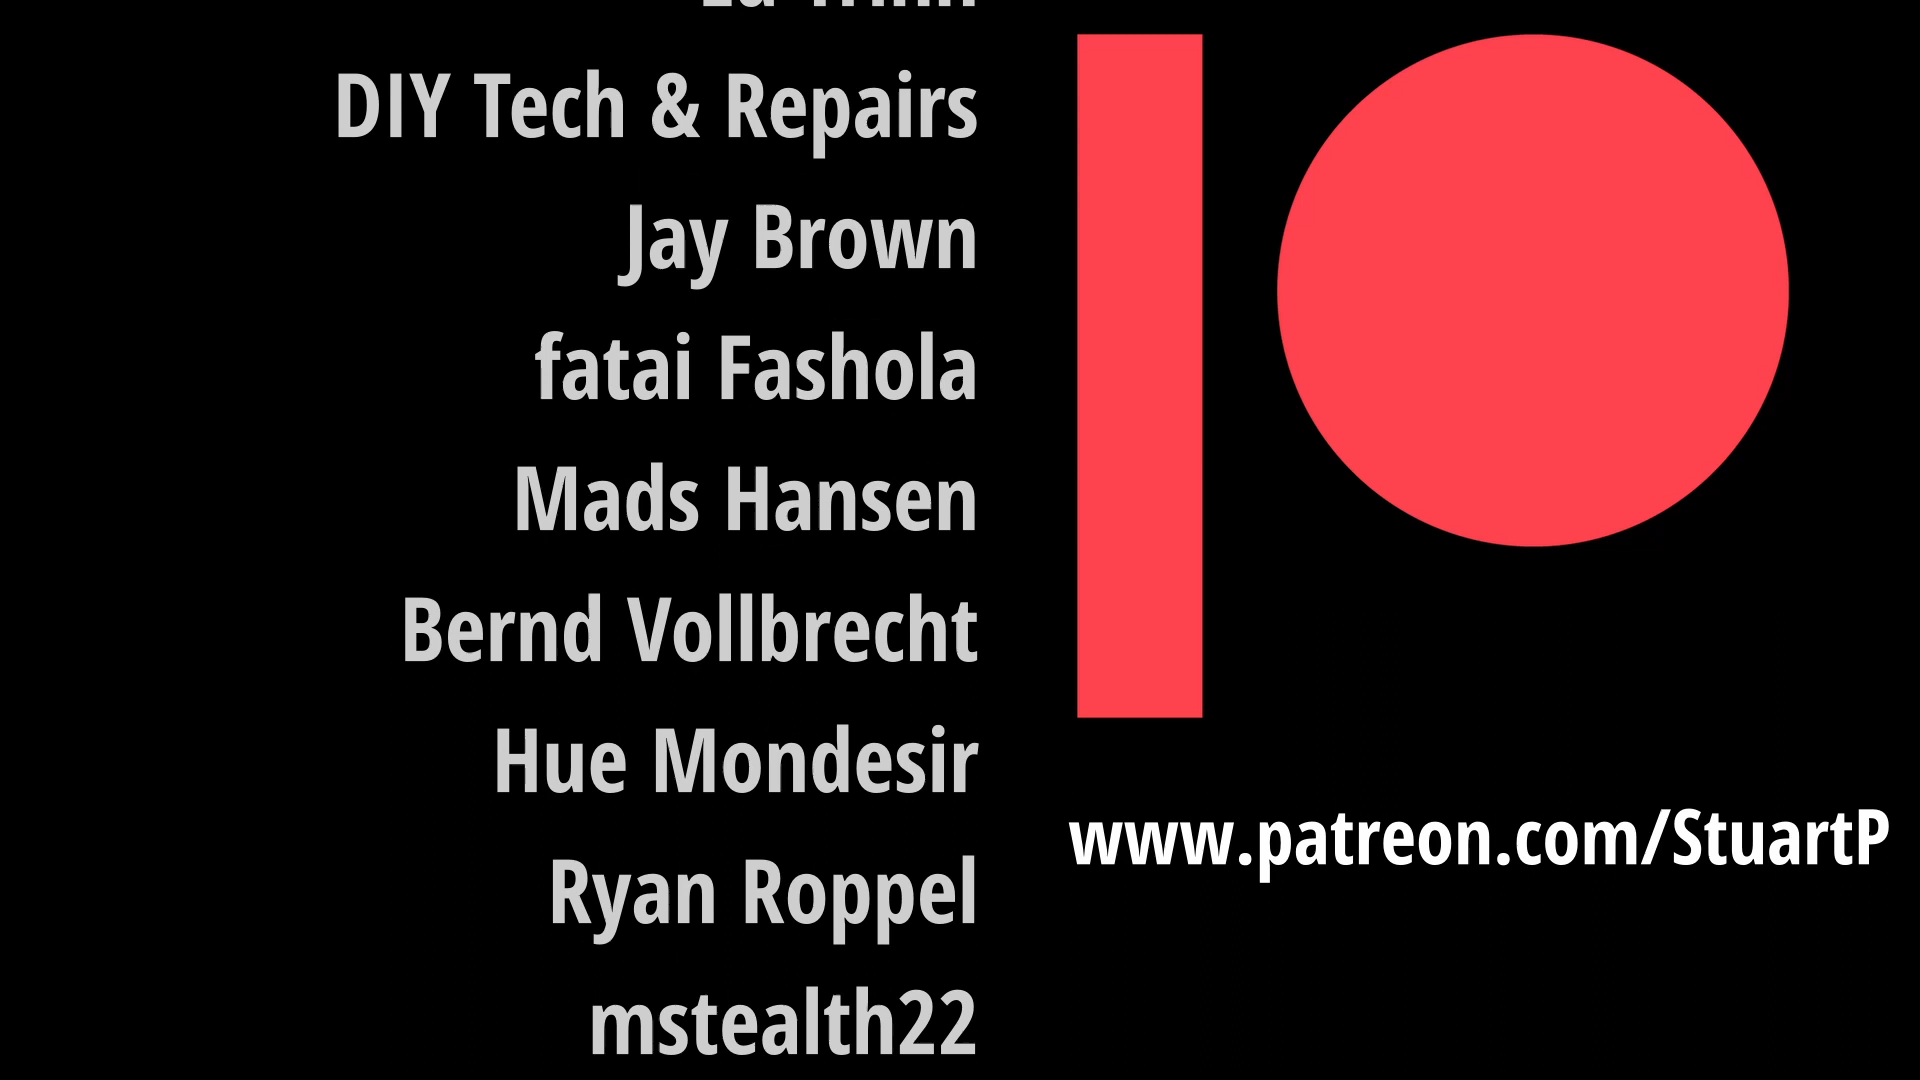 DIY Tech & Repairs
Jay Brown
fatai Fashola
Mads Hansen
Bernd Vollbrecht
Hue Mondesir
Ryan Roppel
mstealth22
www.patreon.com/StuartP